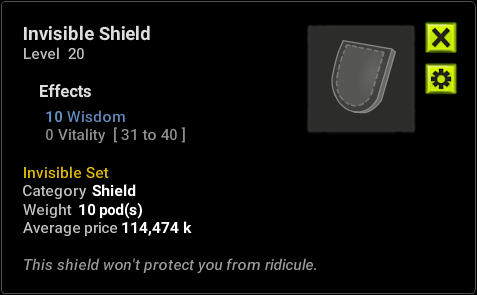 Invisible Shield
Level 20
Effects
10 Wisdom
0 Vitality [ 31 to 40 ]
Invisible Set
Category Shield
Weight 10 pod(s)
Average price 114,474 k
This shield won't protect you from ridicule.